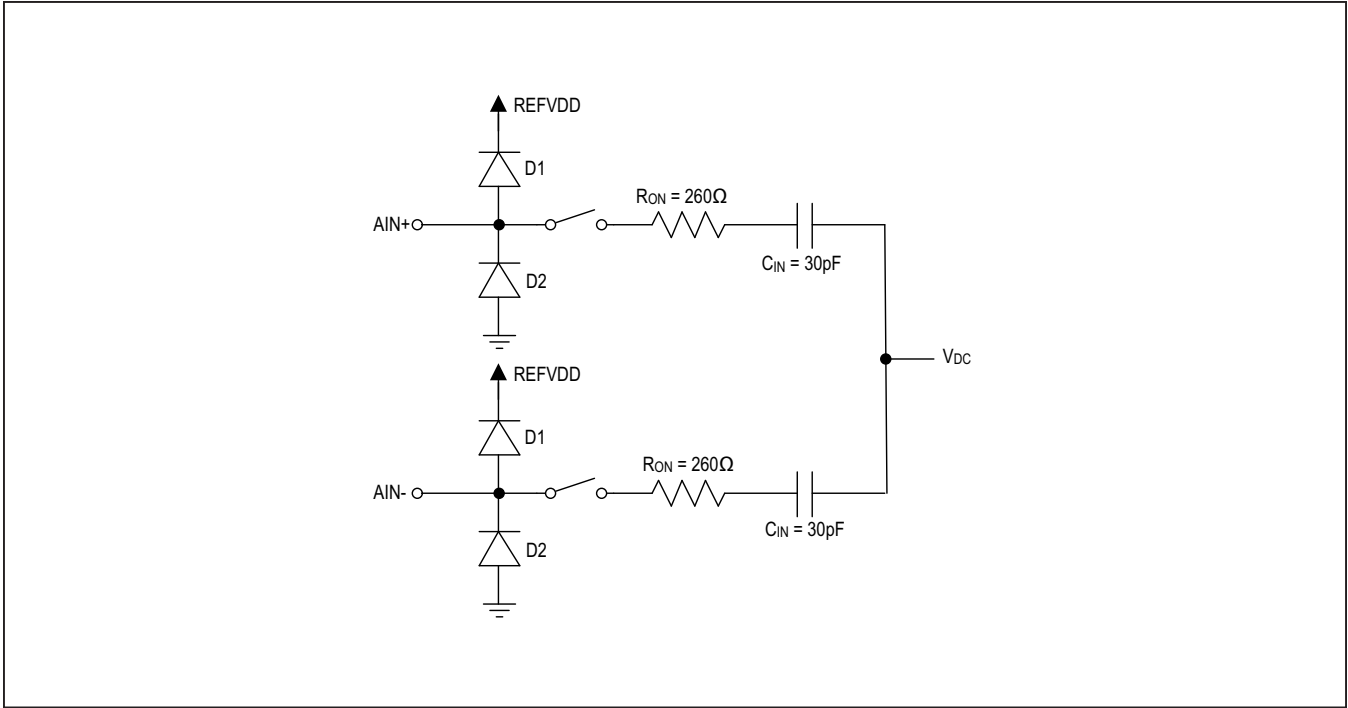 REFVDD
D1
RON = 260Ω
AIN+
CIN = 30pF
D2
VDC
REFVDD
D1
RON = 260Ω
AIN-
CIN = 30pF
D2